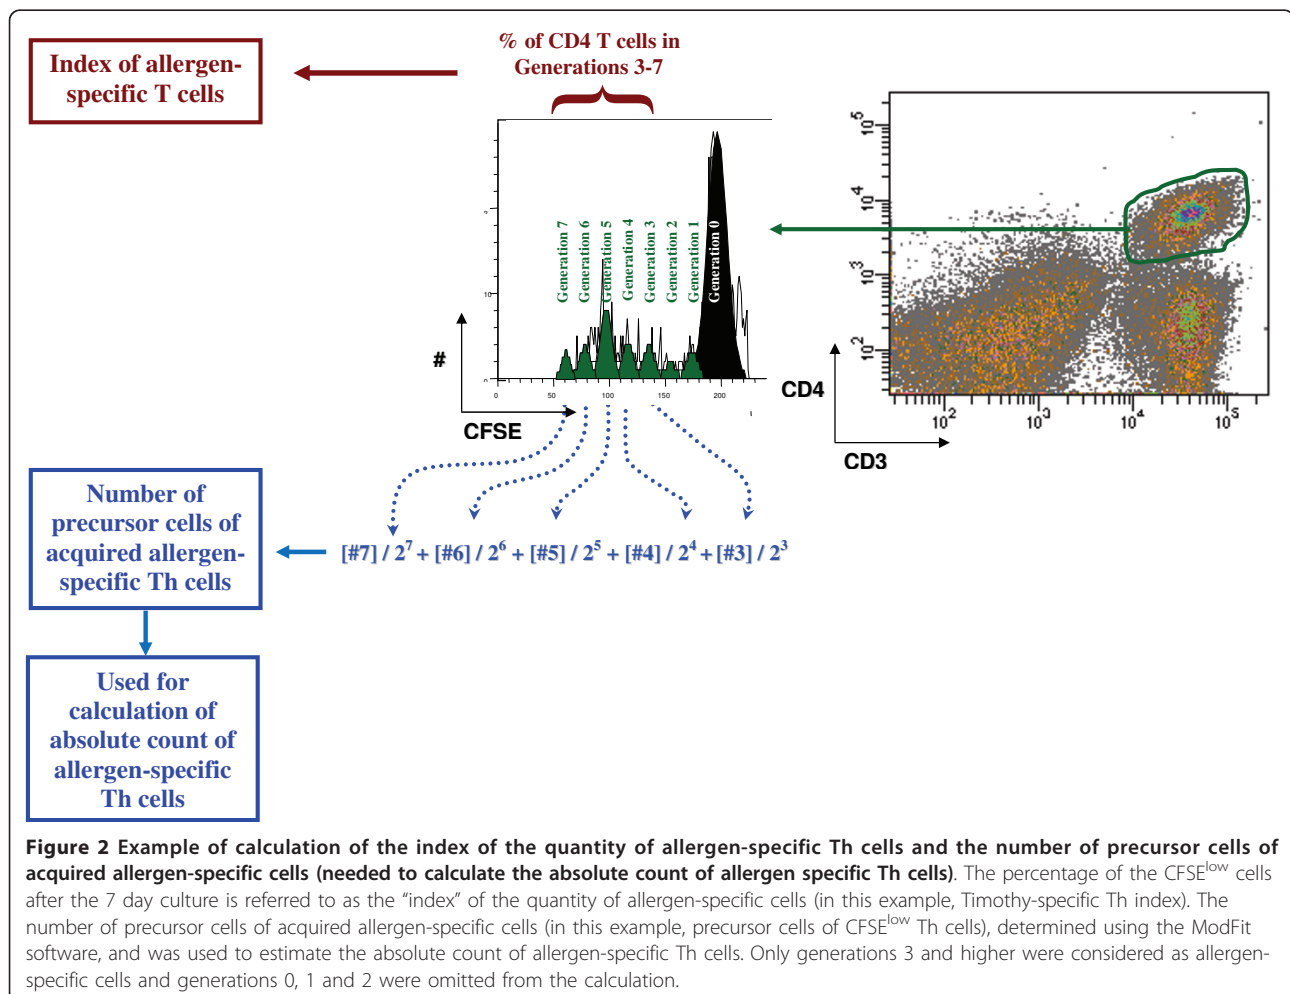 % of CD4 T cells in
Generations 3-7
Index of allergen-
specific T cells
Generation 7
Generation 6
Generation 5
Generation 4
Generation 3
Generation 2
Generation 1
Generation 0
10
0
50
100
150
200
#
CFSE
10^5
10^4
10^3
10^2
10^2
10^3
10^4
10^5
CD4
CD3
Number of
precursor cells of
acquired allergen-
specific Th cells
[#7] / 2^7 + [#6] / 2^6 + [#5] / 2^5 + [#4] / 2^4 + [#3] / 2^3
Used for
calculation of
absolute count of
allergen-specific
Th cells
Figure 2 Example of calculation of the index of the quantity of allergen-specific Th cells and the number of precursor cells of
acquired allergen-specific cells (needed to calculate the absolute count of allergen specific Th cells). The percentage of the CFSE^low cells
after the 7 day culture is referred to as the “index” of the quantity of allergen-specific cells (in this example, Timothy-specific Th index). The
number of precursor cells of acquired allergen-specific cells (in this example, precursor cells of CFSE^low Th cells), determined using the ModFit
software, and was used to estimate the absolute count of allergen-specific Th cells. Only generations 3 and higher were considered as allergen-
specific cells and generations 0, 1 and 2 were omitted from the calculation.